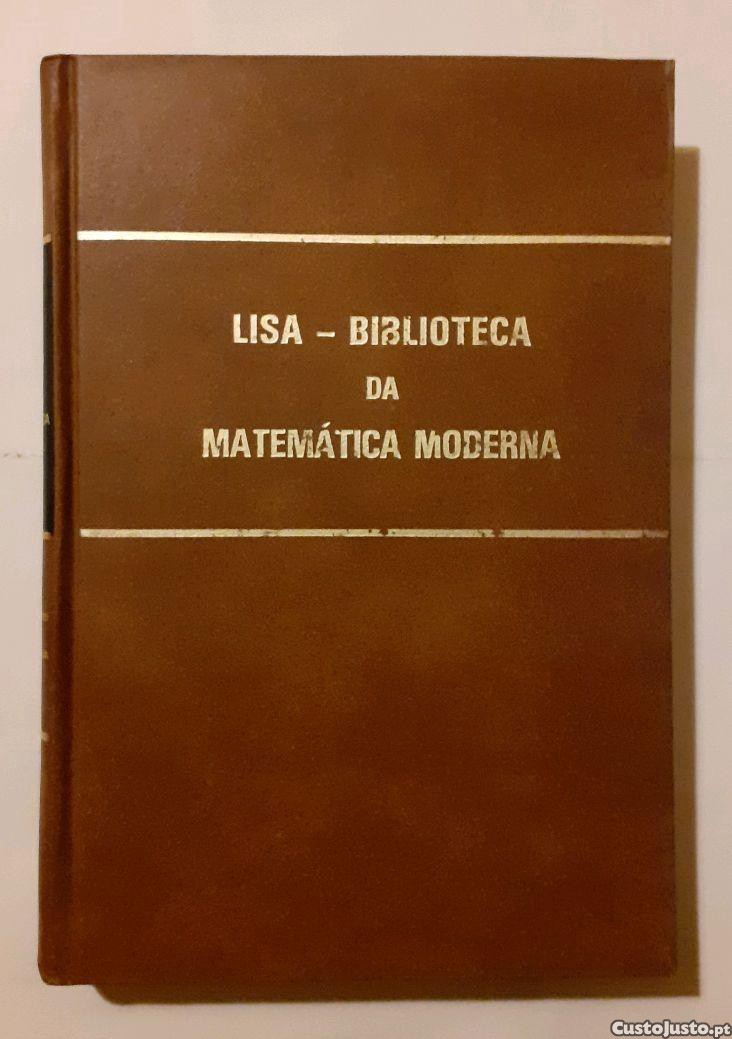 LISA – BIBLIOTECA
DA
MATEMÁTICA MODERNA
CustoJusto.pt